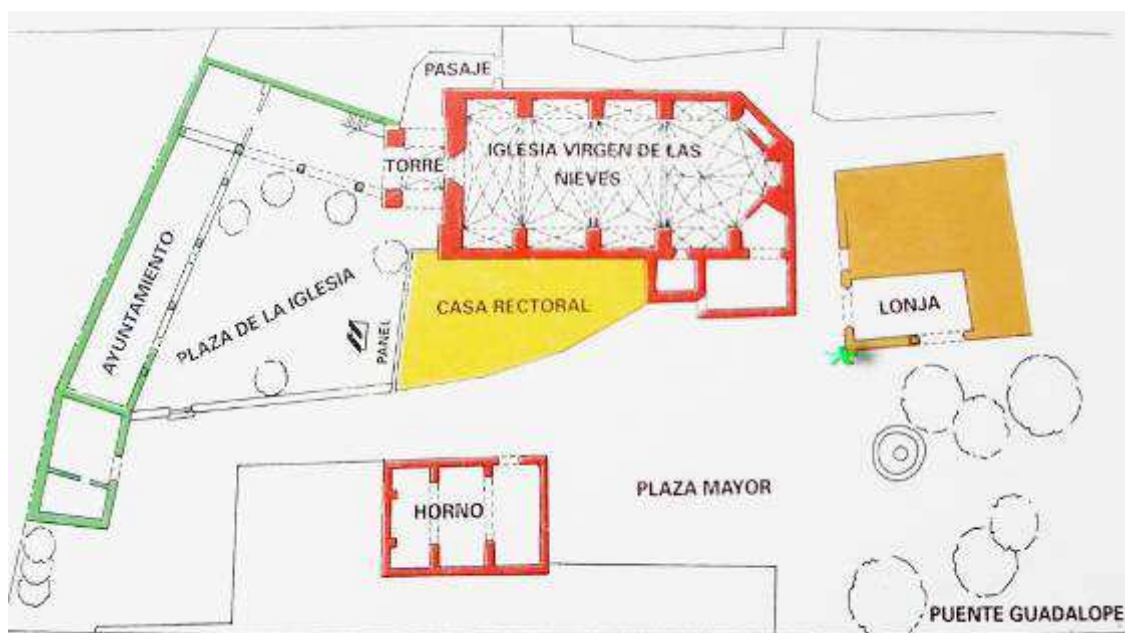 PASAJE
TORRE
IGLESIA VIRGEN DE LAS
NIEVES
AYUNTAMIENTO
PLAZA DE LA IGLESIA
PANEL
CASA RECTORAL
LONJA
HORNO
PLAZA MAYOR
PUENTE GUADALOPE